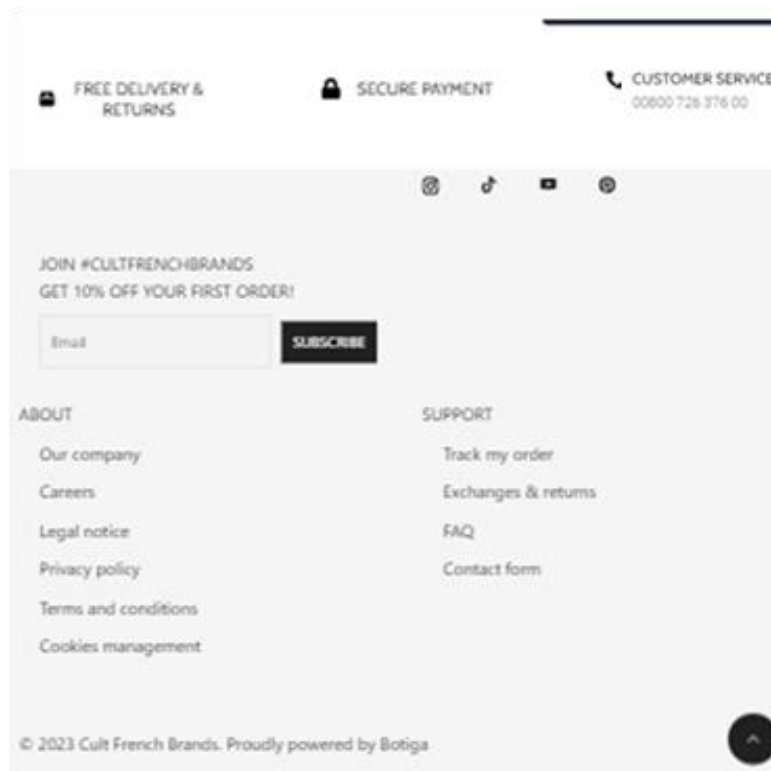 FREE DELIVERY &
RETURNS
SECURE PAYMENT
CUSTOMER SERVICE
00800 726 376 00
JOIN #CULTFRENCHBRANDS
GET 10% OFF YOUR FIRST ORDER!
Email
SUBSCRIBE
ABOUT
Our company
Careers
Legal notice
Privacy policy
Terms and conditions
Cookies management
SUPPORT
Track my order
Exchanges & returns
FAQ
Contact form
© 2023 Cult French Brands. Proudly powered by Botiga